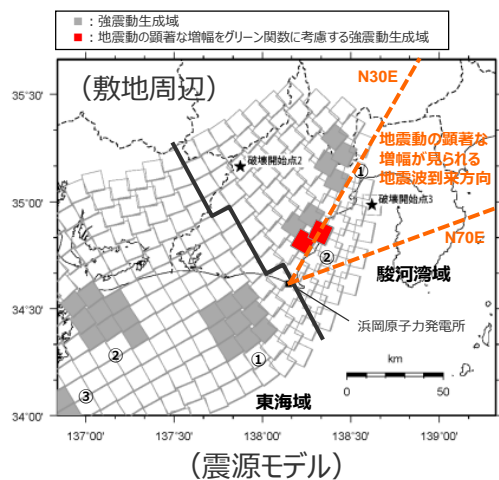 ：強震動生成域
：地震動の顕著な増幅をグリーン関数に考慮する強震動生成域
（敷地周辺）
N30E
35°30'
地震動の顕著な
増幅が見られる
地震波到来方向
破壊開始点2
①
35°00'
破壊開始点3
N70E
②
駿河湾域
34°30'
浜岡原子力発電所
②
①
km
③
東海域
0
50
34°00'
137°00'
137°30'
138°00'
138°30'
139°00'
（震源モデル）